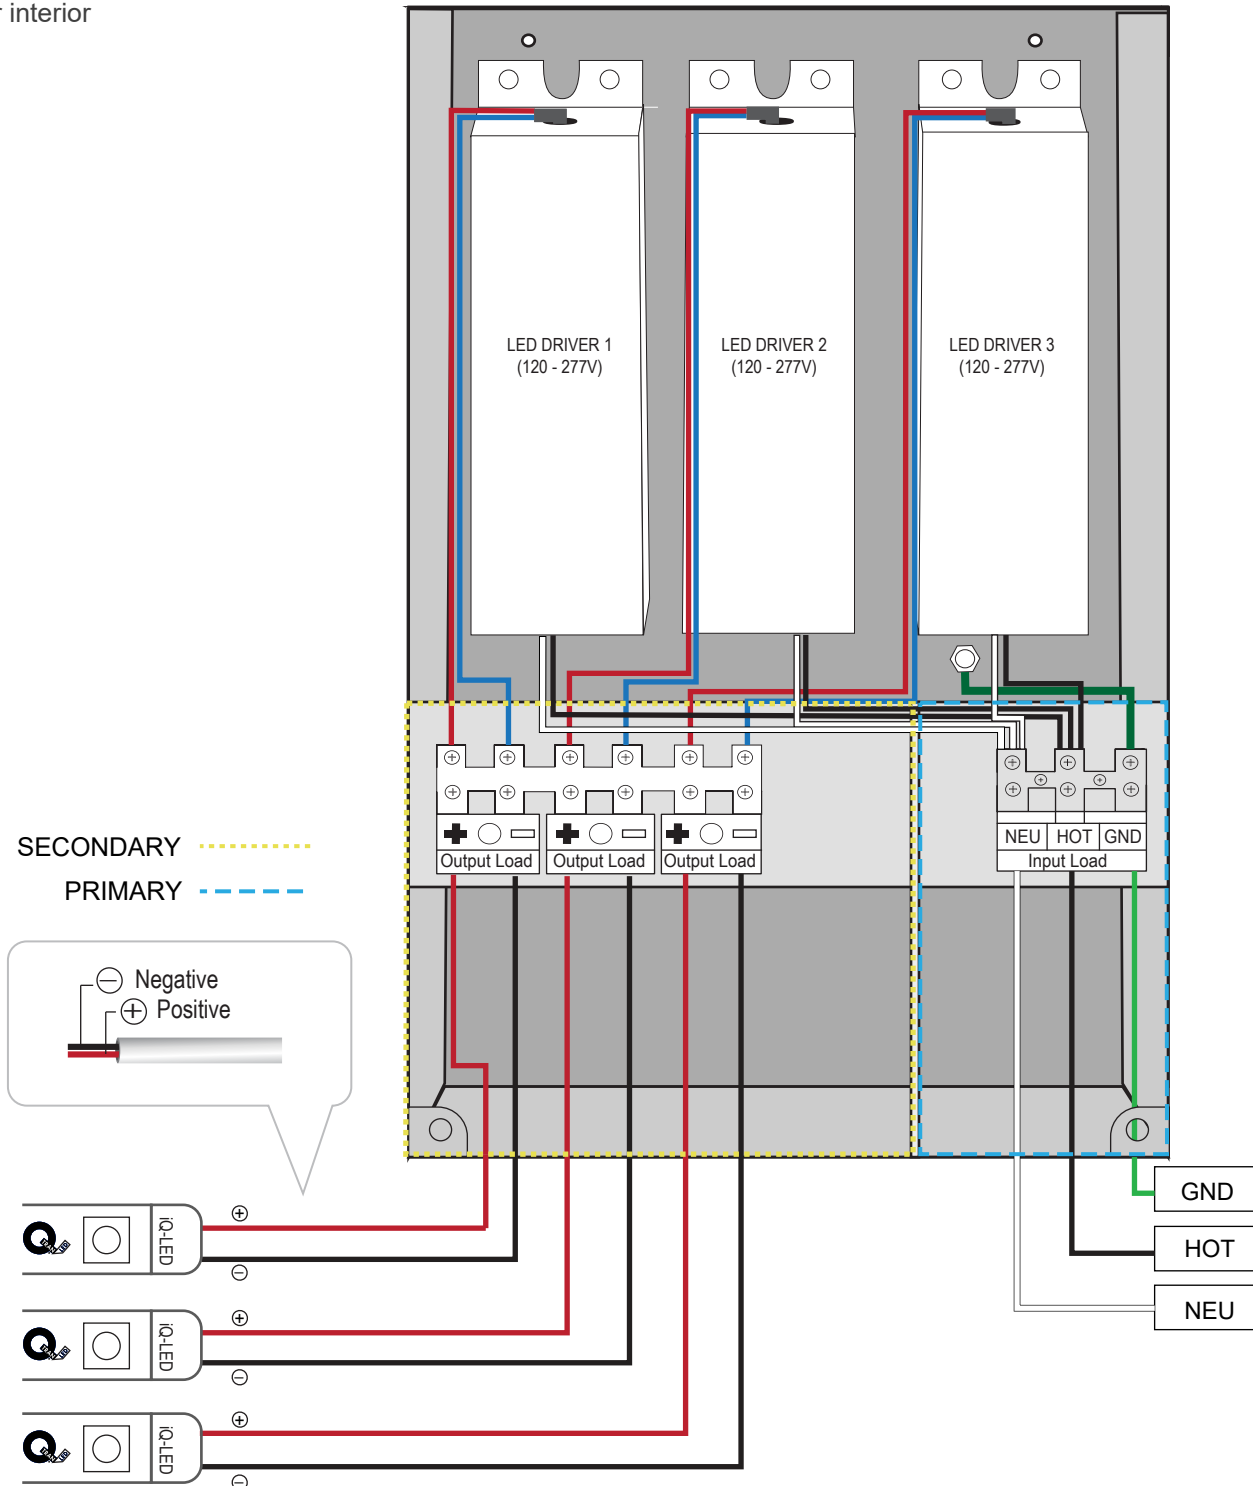 r interior
LED DRIVER 1
(120 - 277V)
LED DRIVER 2
(120 - 277V)
LED DRIVER 3
(120 - 277V)
SECONDARY
PRIMARY
NEU HOT GND
Input Load
Output Load
Output Load
Output Load
Negative
Positive
iQ-LED
iQ-LED
iQ-LED
GND
HOT
NEU